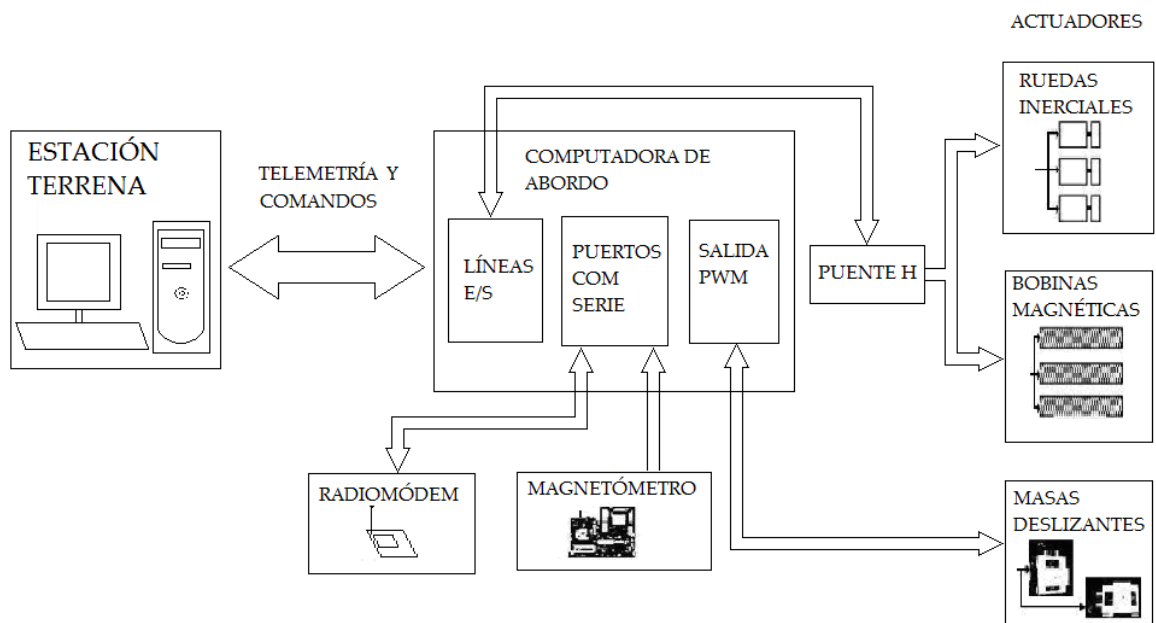 ACTUADORES
ESTACIÓN
TERRENA
TELEMETRÍA Y
COMANDOS
COMPUTADORA DE
ABORDO
LÍNEAS
E/S
PUERTOS
COM
SERIE
SALIDA
PWM
PUENTE H
RUEDAS
INERCIALES
BOBINAS
MAGNÉTICAS
RADIOMÓDEM
MAGNETÓMETRO
MASAS
DESLIZANTES